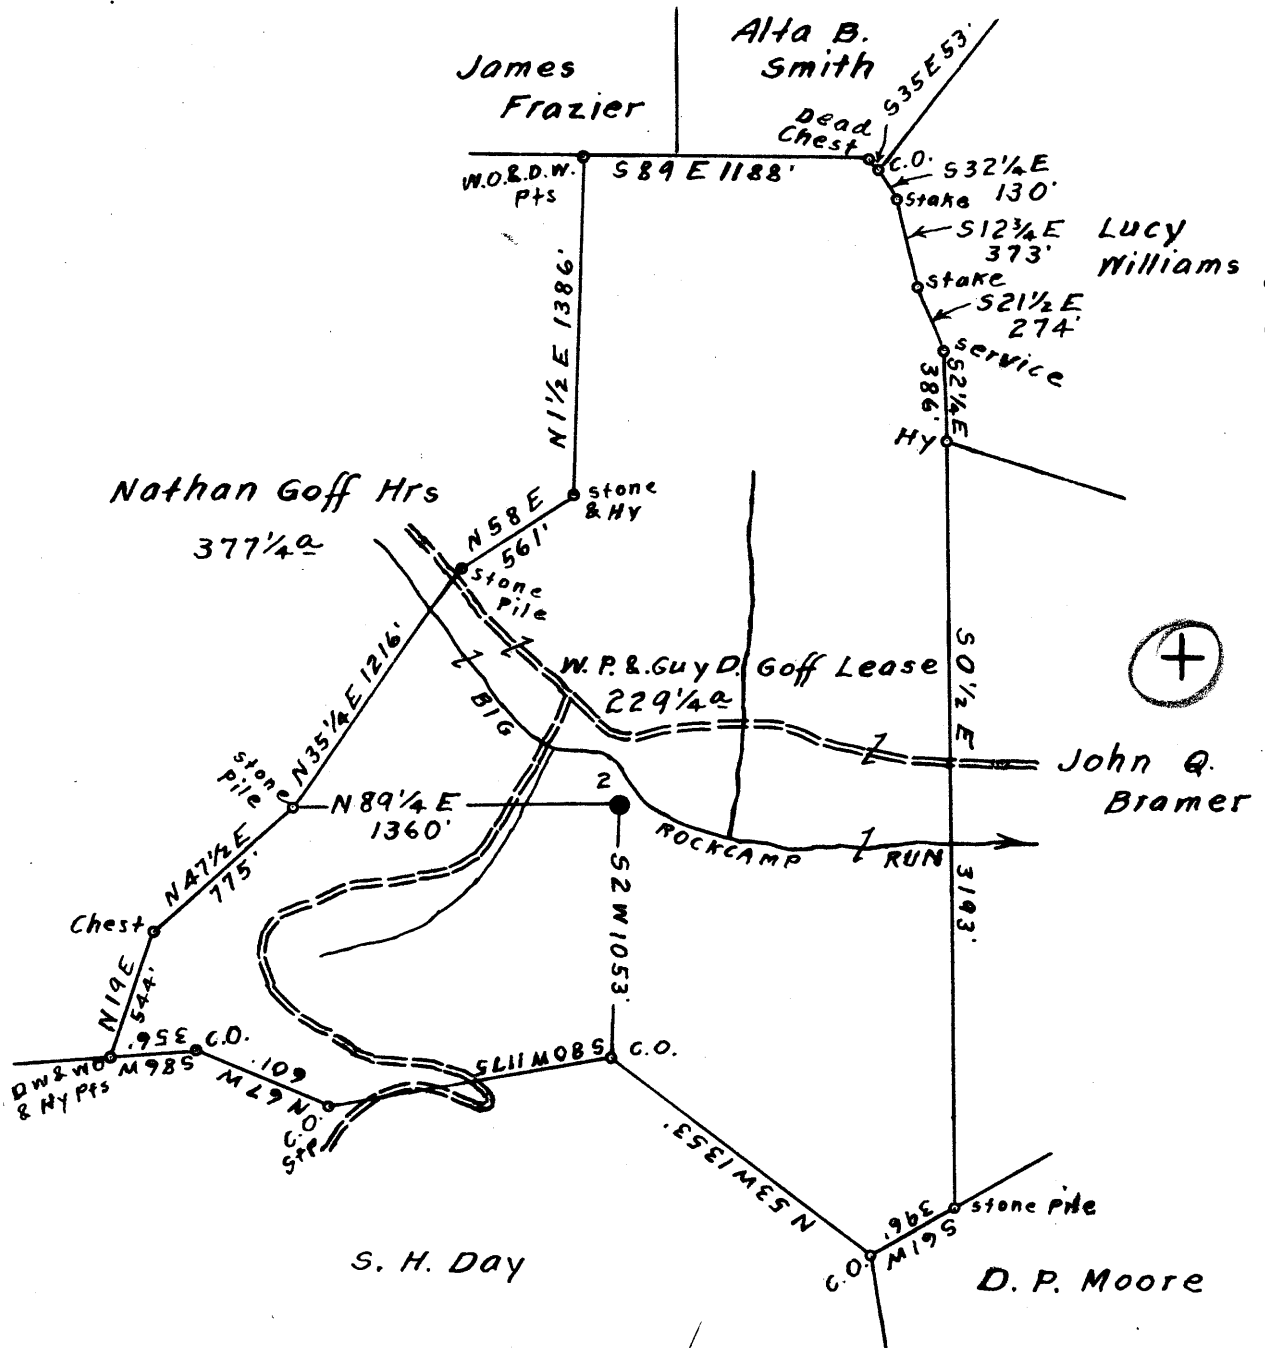 Alta B.
Smith
James
Frazier
S35E53'
Dead
Chest
C.O.
S32¼E
130'
W.O.&D.W.
Pts
S89E1188'
Stake
S12¾E
373'
Lucy
Williams
Stake
S21½E
274'
Service
S2¼E
386'
N1½E 1386'
Hy
Nathan Goff Hrs
377¼a
N58E
561'
Stone
& Hy
Stone
Pile
W.P.&Guy D. Goff Lease
229¼a
S0½E
3193'
N35¼E 1216'
BIG
ROCKCAMP RUN
John Q.
Bramer
Stone
Pile
N89¼E
1360'
2
S2W1053'
N47½E
775'
Chest
N19E
544'
DW&WO
& Hy Pts
S86W
356'
C.O.
N67W
601'
C.O.
StP
S80W1175
C.O.
N53W1353'
S61W
396'
Stone Pile
C.O.
S. H. Day
D. P. Moore